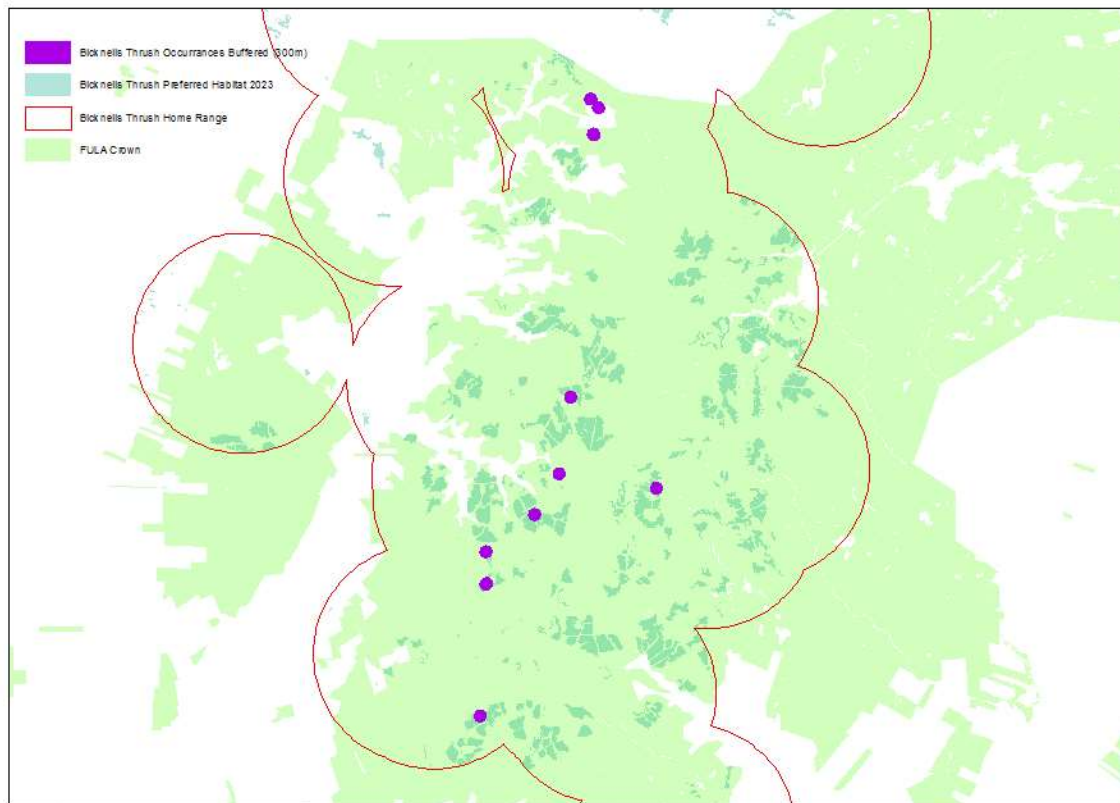 Bicknells Thrush Occurrances Buffered (300m)
Bicknells Thrush Preferred Habitat 2023
Bicknells Thrush Home Range
FULA Crown